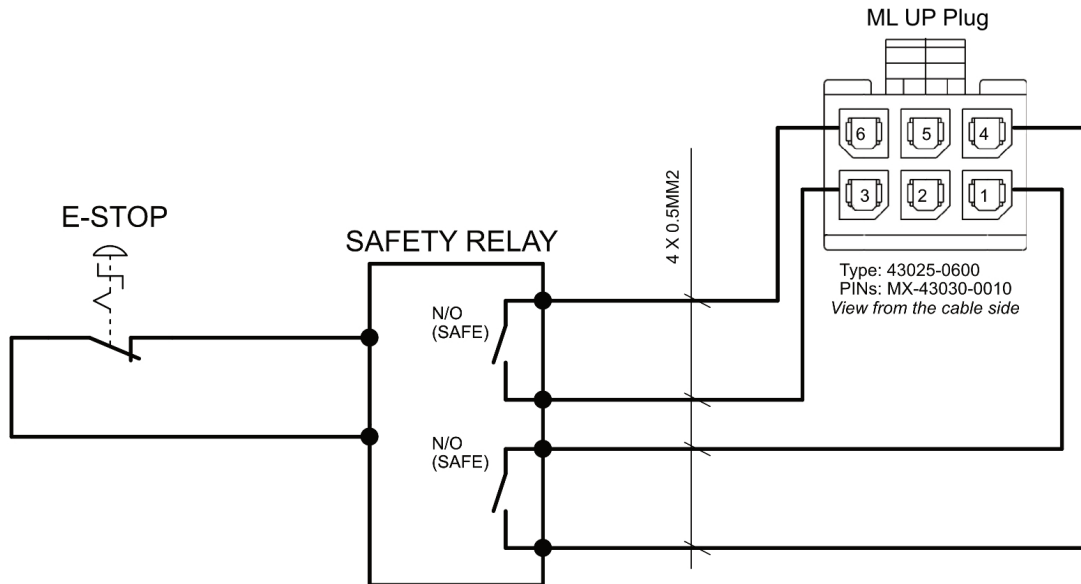 ML UP Plug
6
5
4
3
2
1
4 X 0.5MM2
Type: 43025-0600
PINs: MX-43030-0010
View from the cable side
E-STOP
SAFETY RELAY
N/O
(SAFE)
N/O
(SAFE)